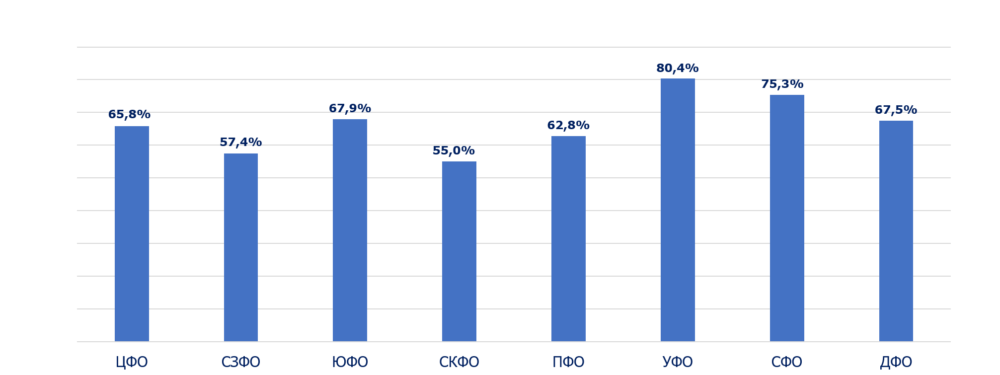 65,8%
57,4%
67,9%
55,0%
62,8%
80,4%
75,3%
67,5%
ЦФО
СЗФО
ЮФО
СКФО
ПФО
УФО
СФО
ДФО